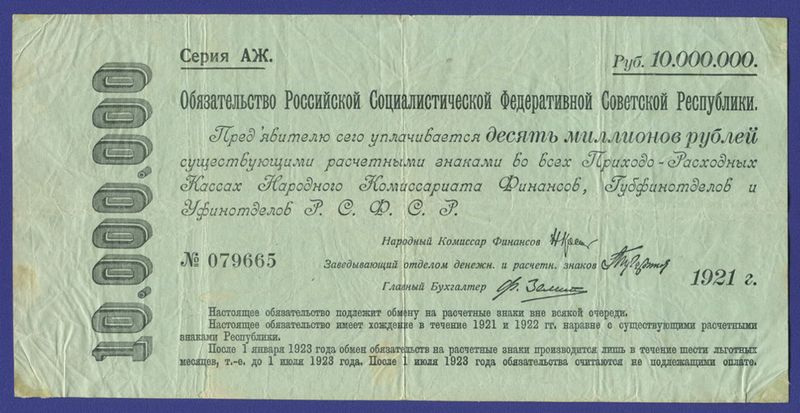 10.000.000
Серия АЖ.
Руб. 10.000.000.
Обязательство Российской Социалистической Федеративной Советской Республики.
Пред'явителю сего уплачивается десять миллионов рублей
существующими расчетными знаками во всех Приходо-Расходных
Кассах Народного Комиссариата Финансов, Губфинотделов и
Уфинотделов Р. С. Ф. С. Р.
Народный Комиссар Финансов
№ 079665
Заведывающий отделом денежн. и расчетн. знаков
1921 г.
Главный Бухгалтер
Настоящее обязательство подлежит обмену на расчетные знаки вне всякой очереди.
Настоящее обязательство имеет хождение в течение 1921 и 1922 гг. наравне с существующими расчетными
знаками Республики.
После 1 января 1923 года обмен обязательств на расчетные знаки производится лишь в течение шести льготных
месяцев, т.-е. до 1 июля 1923 года. После 1 июля 1923 года обязательства считаются не подлежащими оплате.